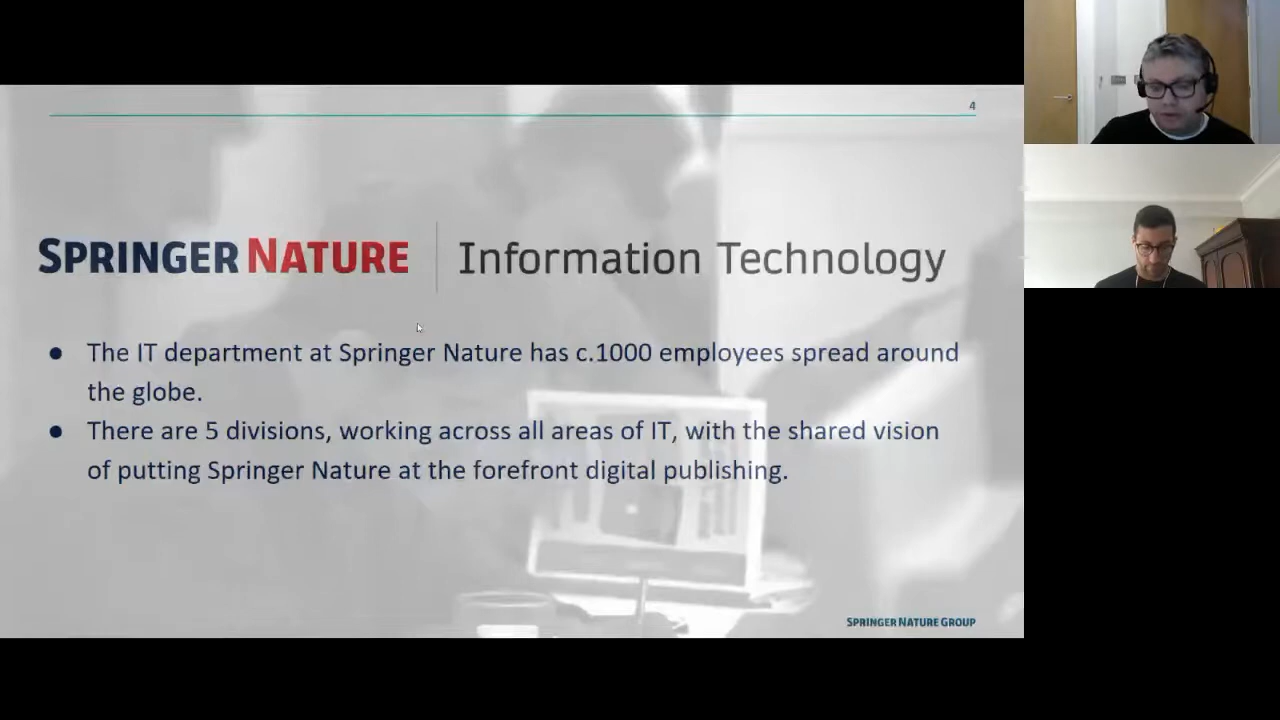 4
SPRINGER NATURE | Information Technology
● The IT department at Springer Nature has c.1000 employees spread around
the globe.
● There are 5 divisions, working across all areas of IT, with the shared vision
of putting Springer Nature at the forefront digital publishing.
SPRINGER NATURE GROUP